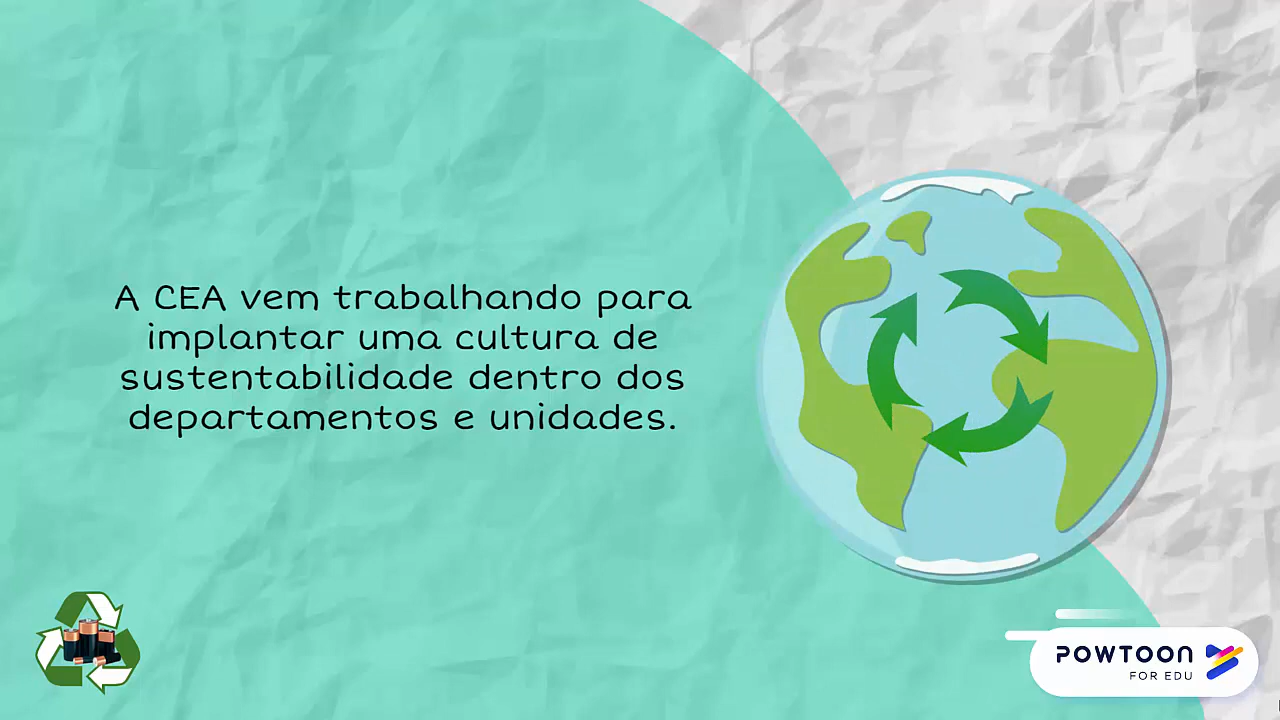 A CEA vem trabalhando para
implantar uma cultura de
sustentabilidade dentro dos
departamentos e unidades.
POWTOON
FOR EDU